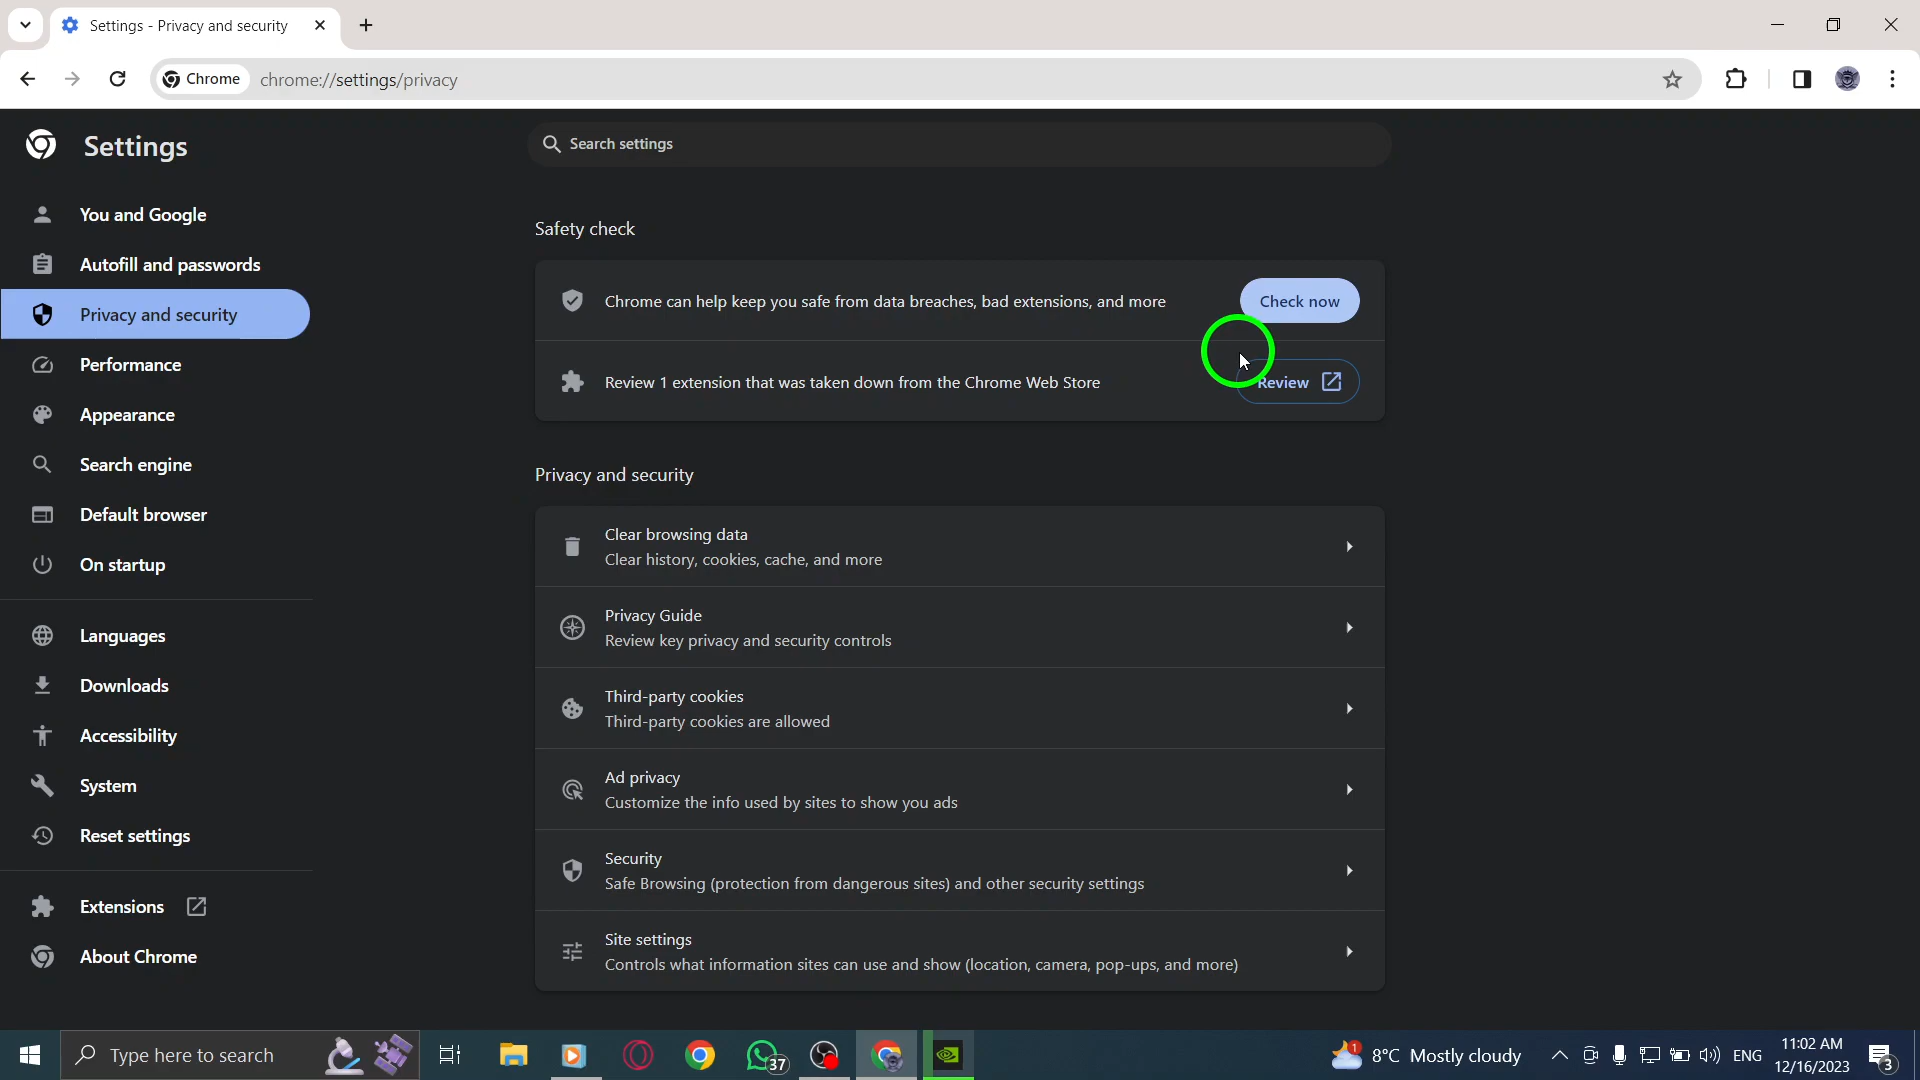 Settings - Privacy and security
Chrome
chrome://settings/privacy
Settings
Search settings
You and Google
Autofill and passwords
Privacy and security
Performance
Appearance
Search engine
Default browser
On startup
Languages
Downloads
Accessibility
System
Reset settings
Extensions
About Chrome
Safety check
Chrome can help keep you safe from data breaches, bad extensions, and more
Check now
Review 1 extension that was taken down from the Chrome Web Store
Review
Privacy and security
Clear browsing data
Clear history, cookies, cache, and more
Privacy Guide
Review key privacy and security controls
Third-party cookies
Third-party cookies are allowed
Ad privacy
Customize the info used by sites to show you ads
Security
Safe Browsing (protection from dangerous sites) and other security settings
Site settings
Controls what information sites can use and show (location, camera, pop-ups, and more)
Type here to search
37
1
8°C Mostly cloudy
ENG
11:02 AM
12/16/2023
3